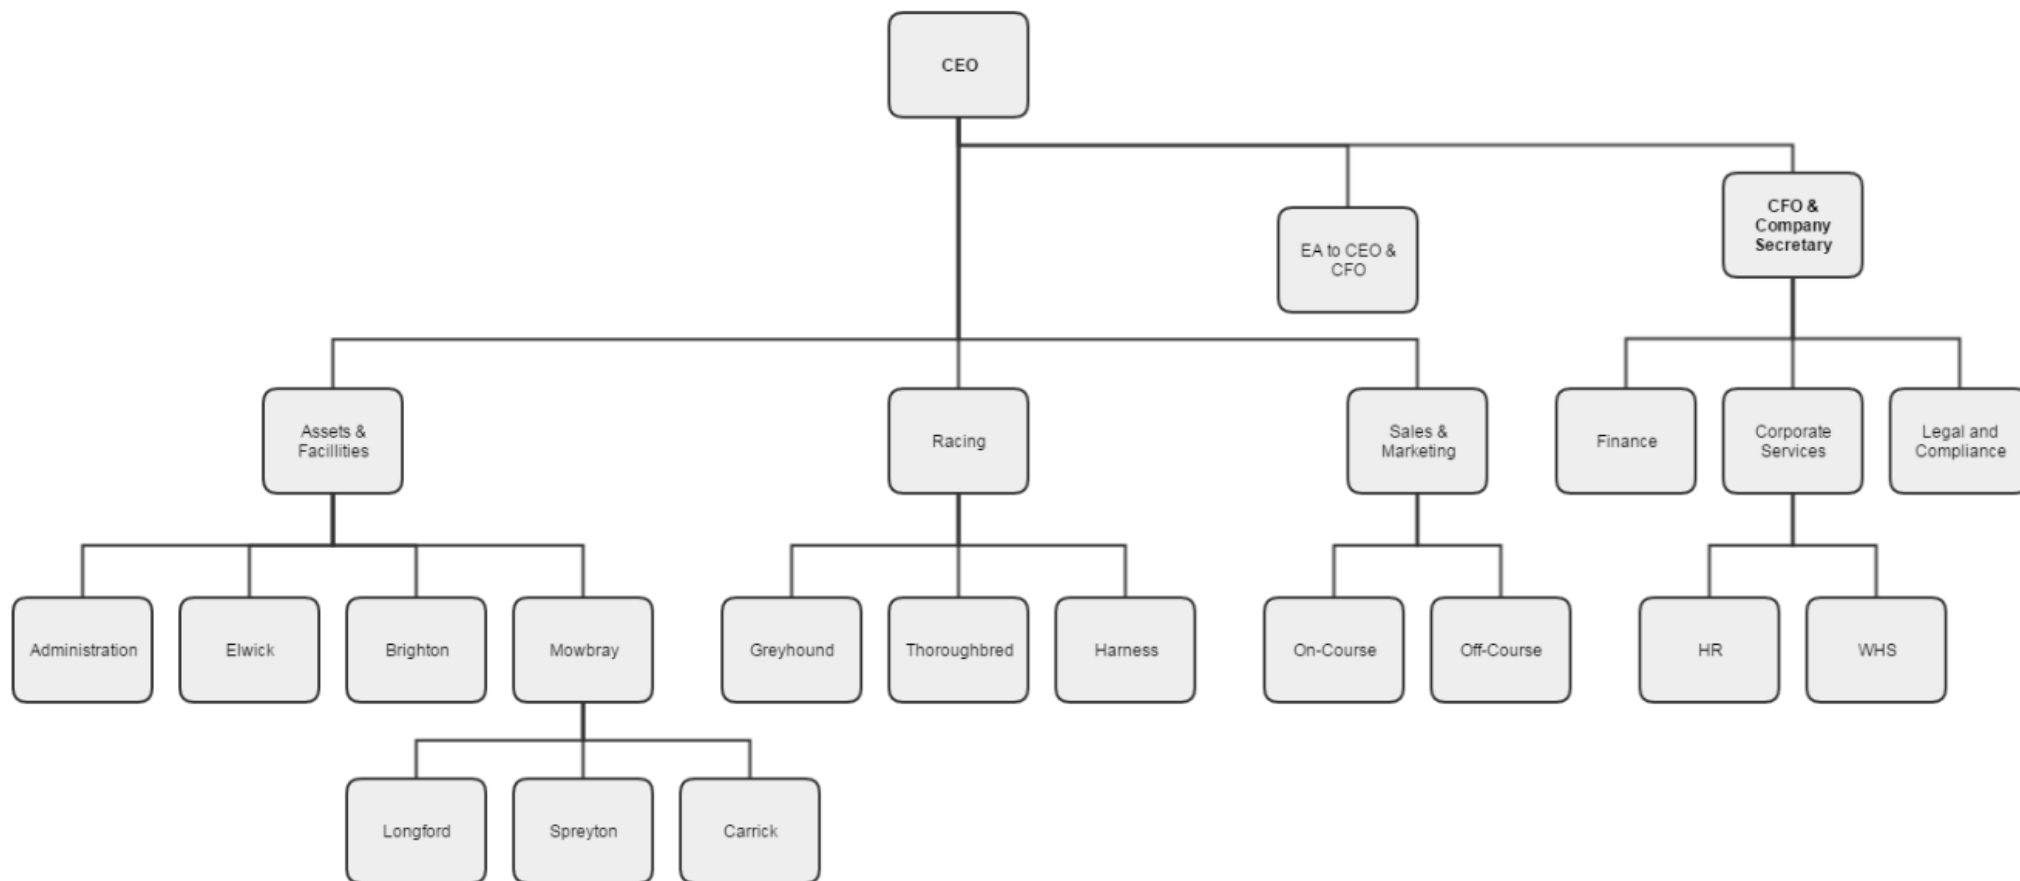 CEO
CFO &
Company
Secretary
EA to CEO &
CFO
Assets &
Facillities
Racing
Sales &
Marketing
Finance
Corporate
Services
Legal and
Compliance
Administration
Elwick
Brighton
Mowbray
Greyhound
Thoroughbred
Harness
On-Course
Off-Course
HR
WHS
Longford
Spreyton
Carrick